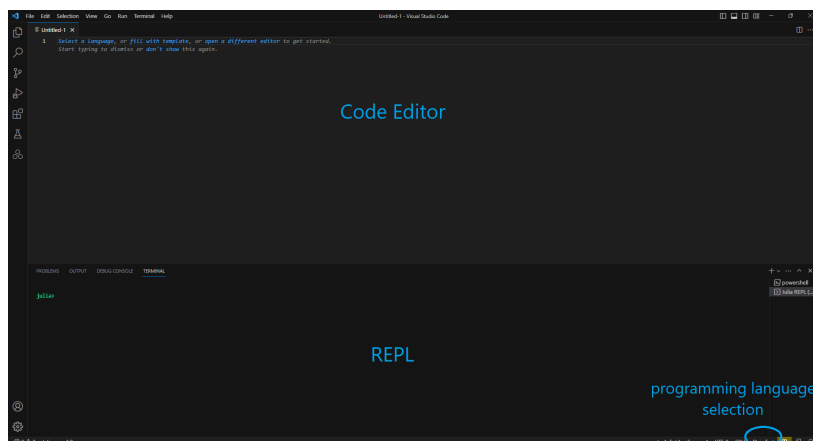 File Edit Selection View Go Run Terminal Help
Untitled-1 - Visual Studio Code
Untitled-1
1 Select a language, or fill with template, or open a different editor to get started.
Start typing to dismiss or don't show this again.
Code Editor
PROBLEMS OUTPUT DEBUG CONSOLE TERMINAL
powershell
Julia REPL (...
julia>
REPL
programming language
selection